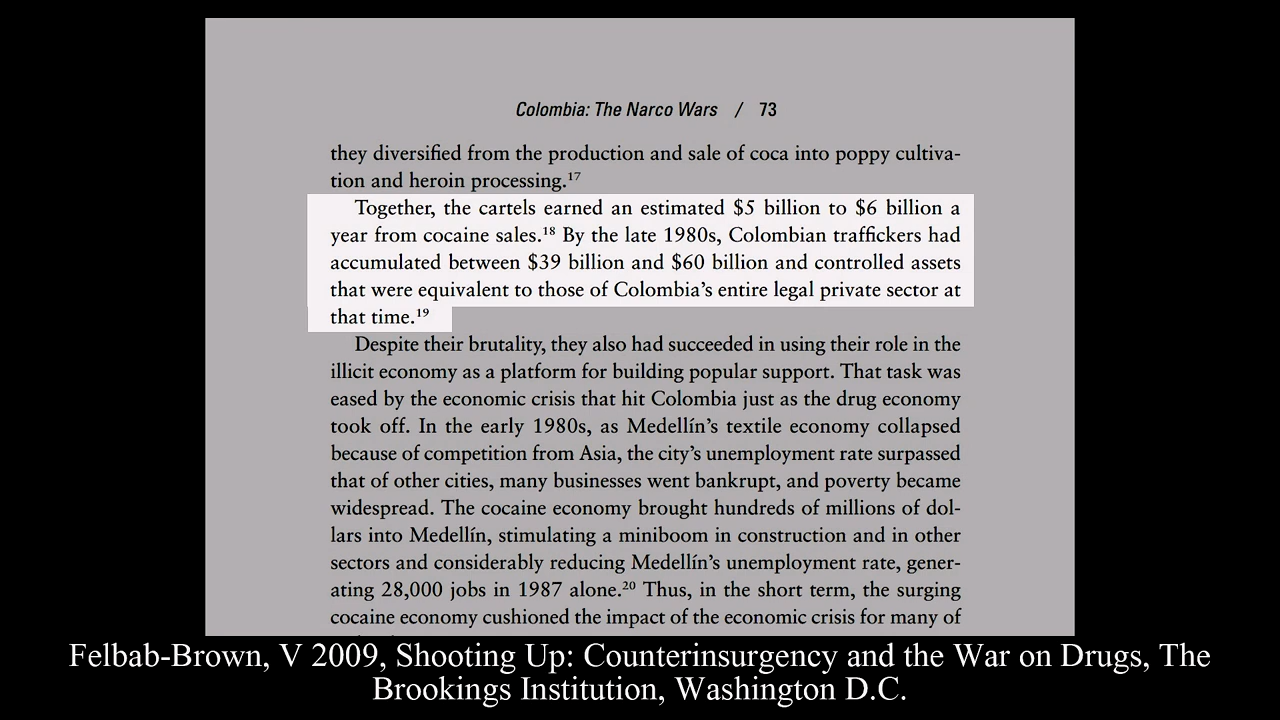 Colombia: The Narco Wars / 73
they diversified from the production and sale of coca into poppy cultiva-
tion and heroin processing.¹⁷
Together, the cartels earned an estimated $5 billion to $6 billion a
year from cocaine sales.¹⁸ By the late 1980s, Colombian traffickers had
accumulated between $39 billion and $60 billion and controlled assets
that were equivalent to those of Colombia’s entire legal private sector at
that time.¹⁹
Despite their brutality, they also had succeeded in using their role in the
illicit economy as a platform for building popular support. That task was
eased by the economic crisis that hit Colombia just as the drug economy
took off. In the early 1980s, as Medellín’s textile economy collapsed
because of competition from Asia, the city’s unemployment rate surpassed
that of other cities, many businesses went bankrupt, and poverty became
widespread. The cocaine economy brought hundreds of millions of dol-
lars into Medellín, stimulating a miniboom in construction and in other
sectors and considerably reducing Medellín’s unemployment rate, gener-
ating 28,000 jobs in 1987 alone.²⁰ Thus, in the short term, the surging
cocaine economy cushioned the impact of the economic crisis for many of
Felbab-Brown, V 2009, Shooting Up: Counterinsurgency and the War on Drugs, The
Brookings Institution, Washington D.C.